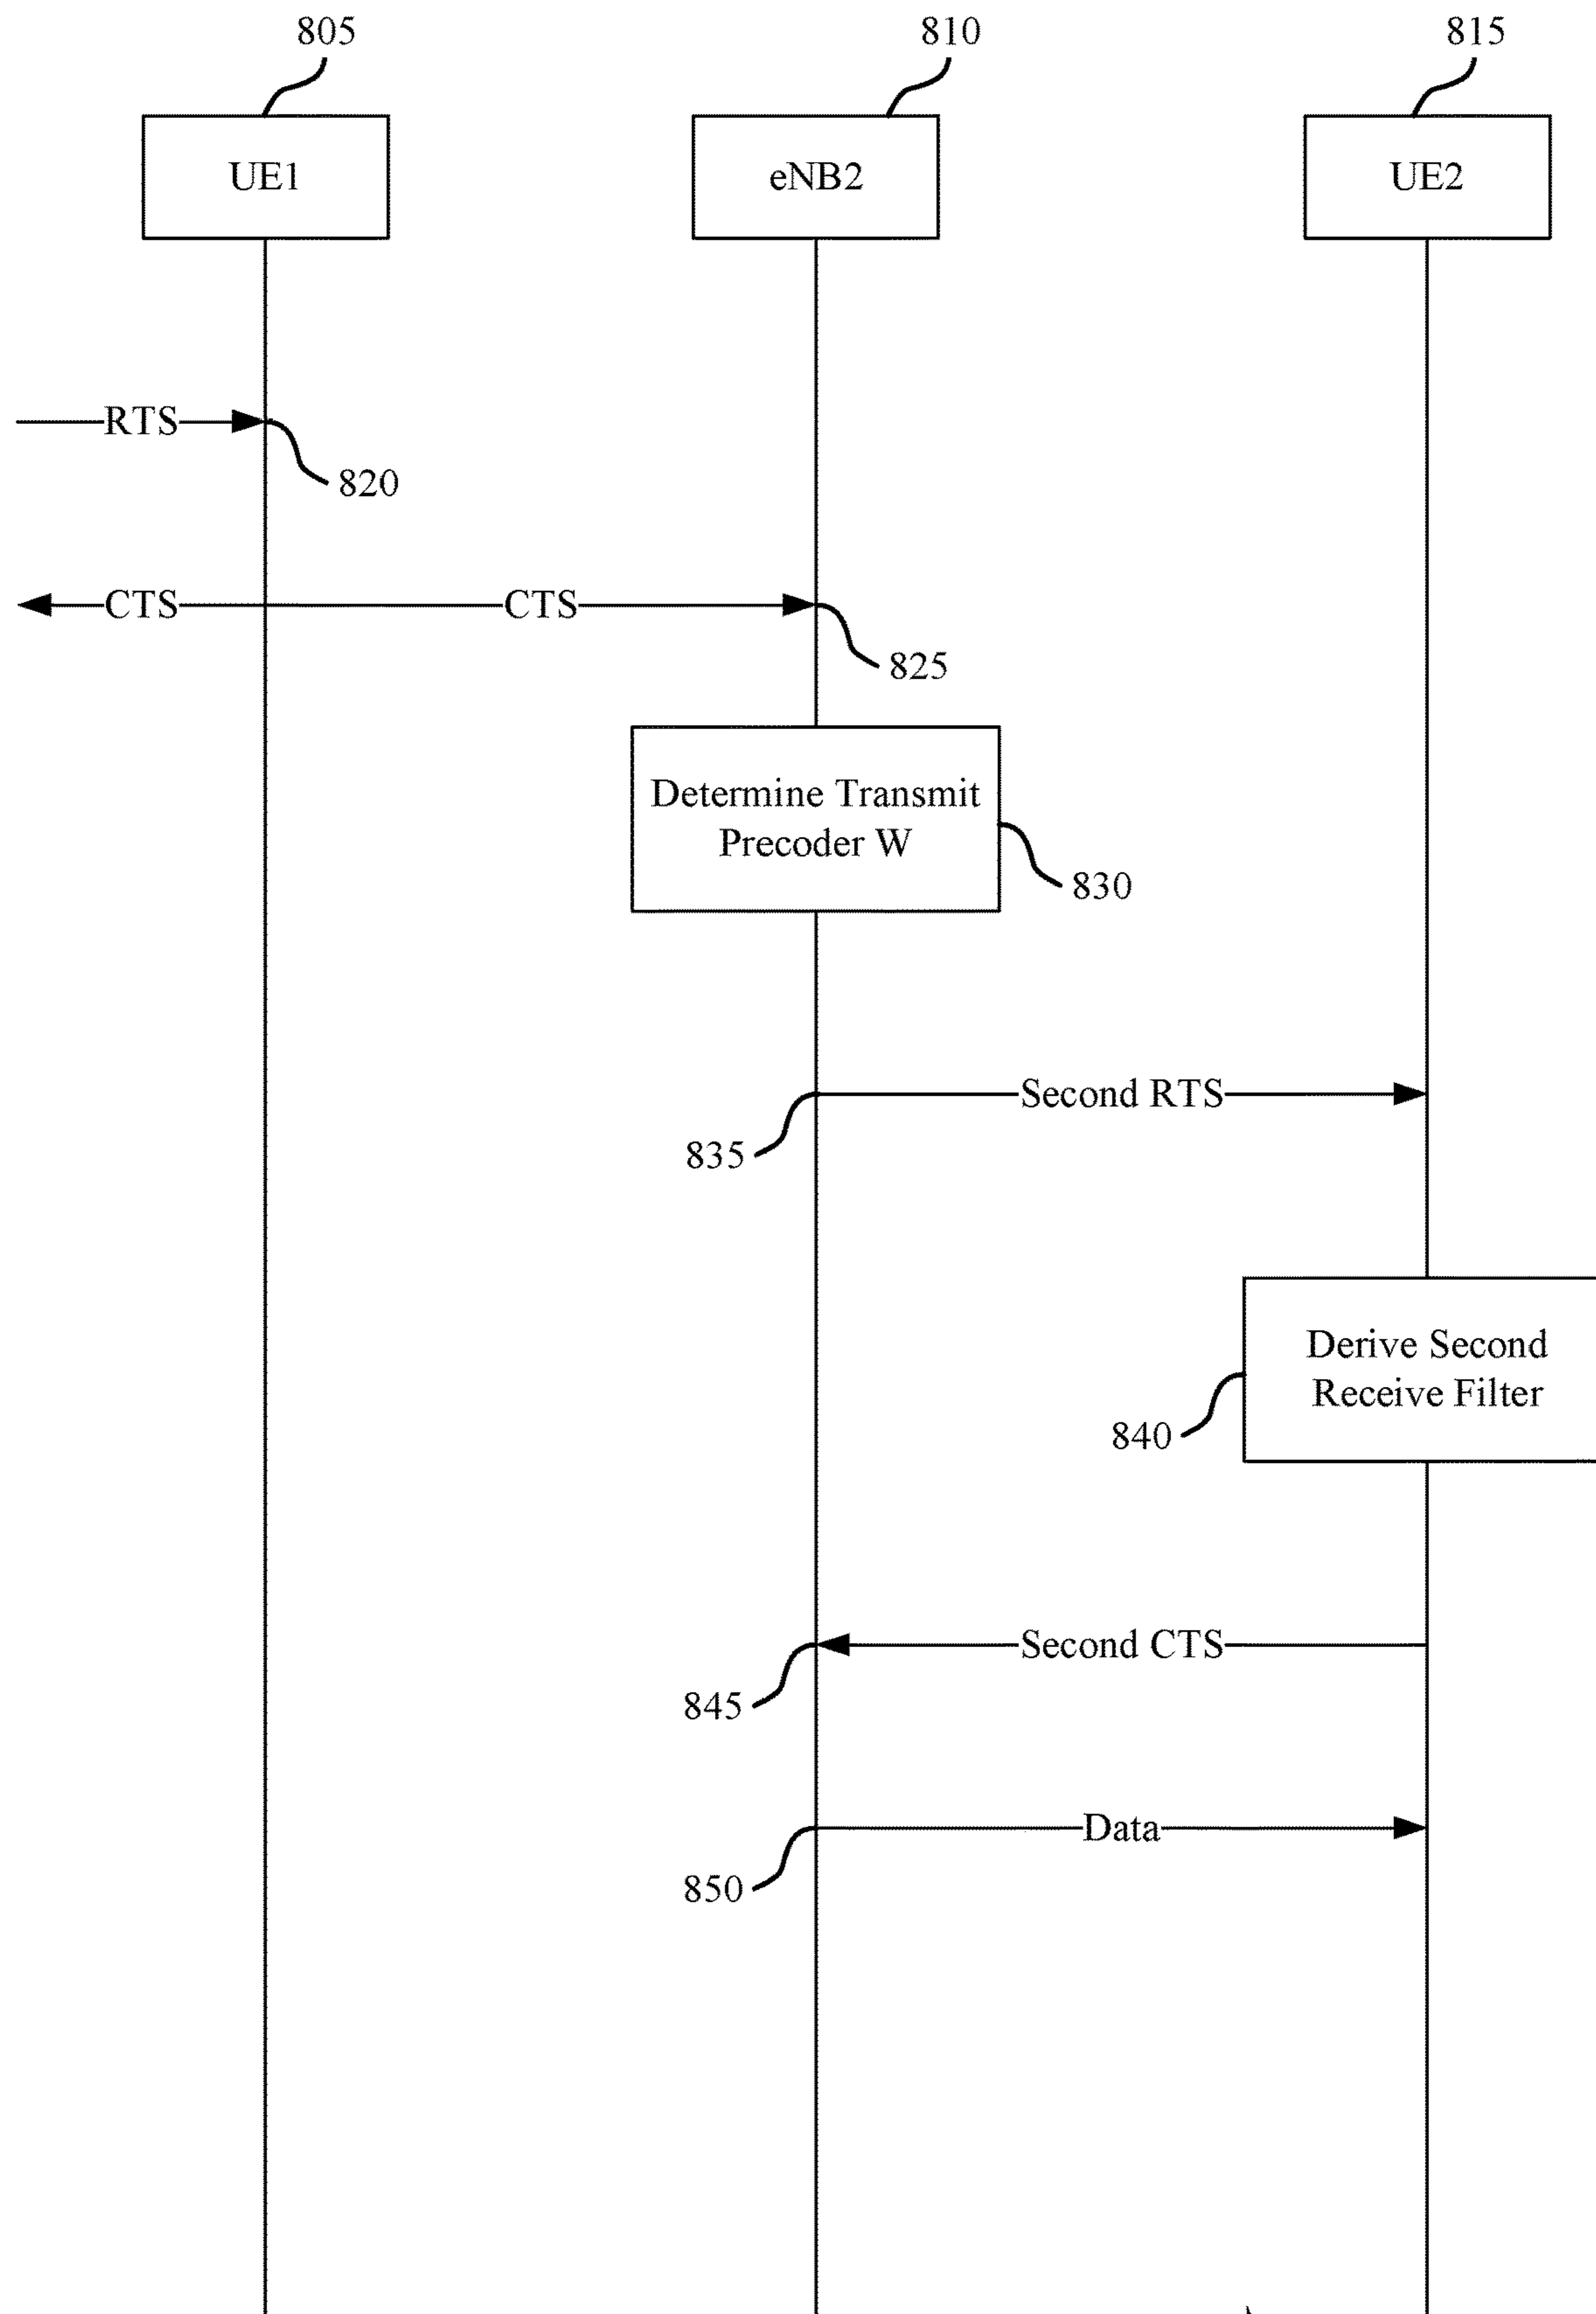 805
810
815
UE1
eNB2
UE2
RTS
820
CTS
CTS
825
Determine Transmit
Precoder W
830
Second RTS
835
Derive Second
Receive Filter
840
Second CTS
845
Data
850